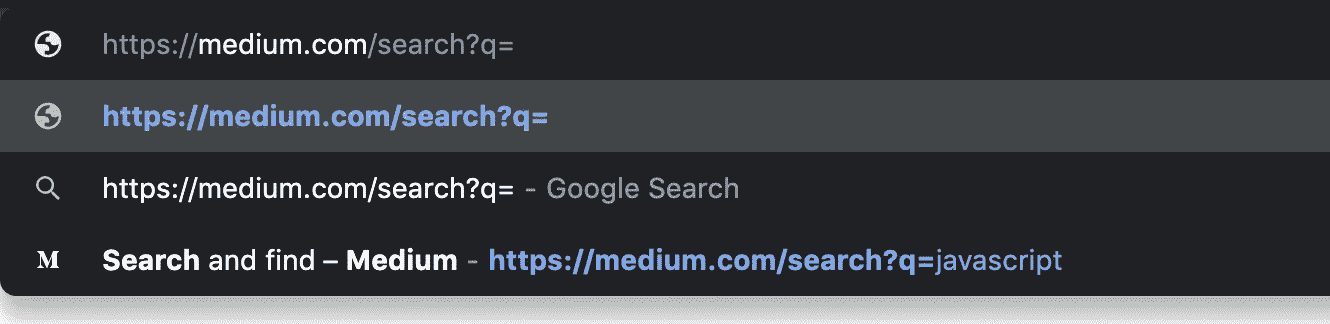 https://medium.com/search?q=
https://medium.com/search?q=
https://medium.com/search?q= - Google Search
M Search and find – Medium - https://medium.com/search?q=javascript